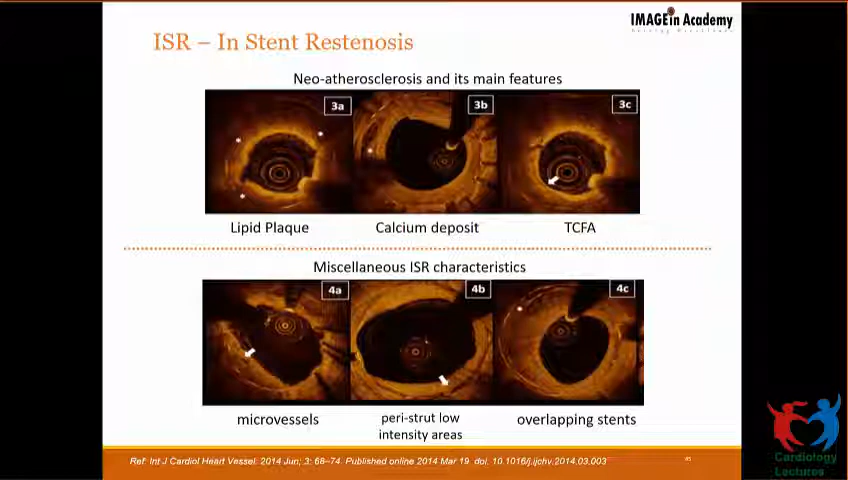 IMAGEin Academy
ISR – In Stent Restenosis
Neo-atherosclerosis and its main features
3a
3b
3c
Lipid Plaque
Calcium deposit
TCFA
Miscellaneous ISR characteristics
4a
4b
4c
microvessels
peri-strut low
intensity areas
overlapping stents
Ref: Int J Cardiol Heart Vessel: 2014 Jun; 3: 68–74. Published online 2014 Mar 19. doi: 10.1016/j.ijchv.2014.03.003
Cardiology
Lectures